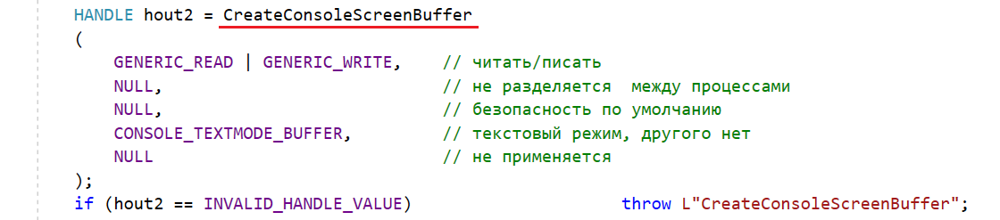 HANDLE hout2 = CreateConsoleScreenBuffer
(
GENERIC_READ | GENERIC_WRITE, // читать/писать
NULL, // не разделяется  между процессами
NULL, // безопасность по умолчанию
CONSOLE_TEXTMODE_BUFFER, // текстовый режим, другого нет
NULL // не применяется
);
if (hout2 == INVALID_HANDLE_VALUE) throw L"CreateConsoleScreenBuffer";